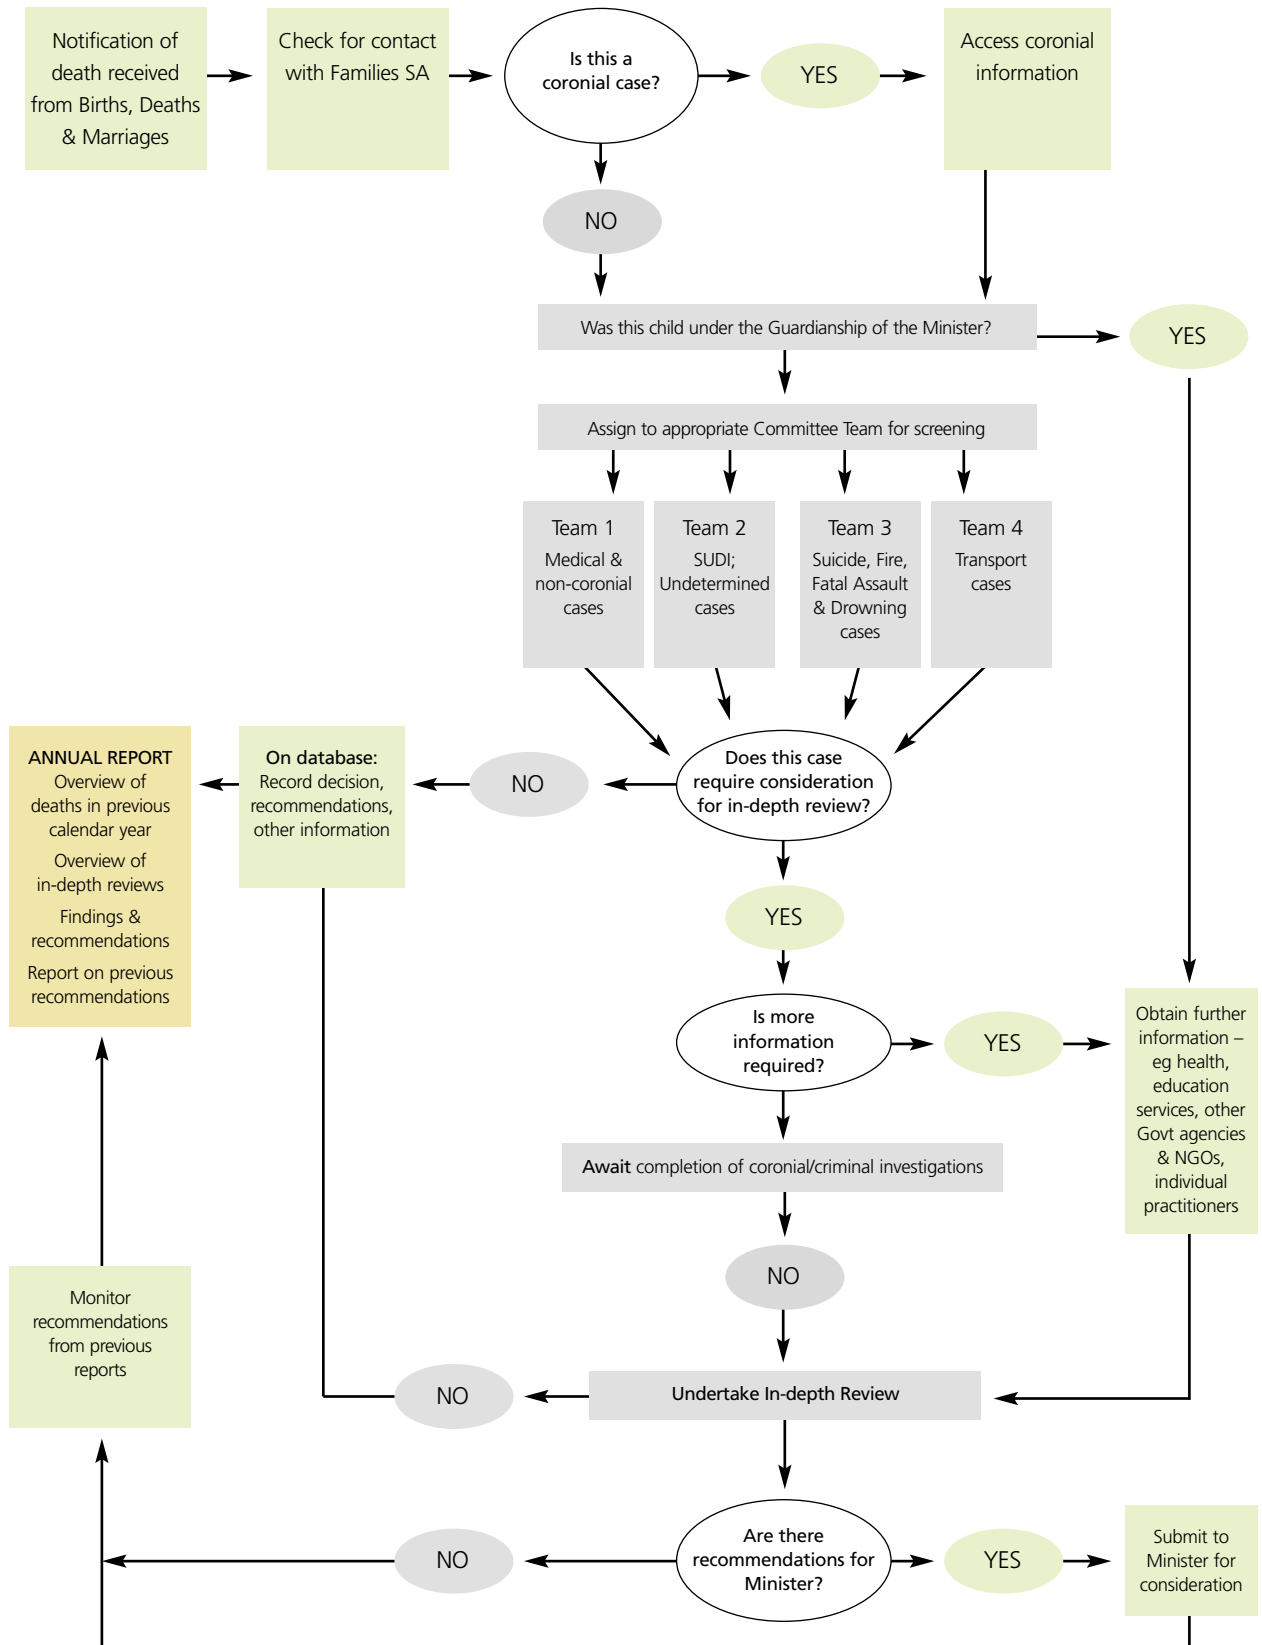 Notification of
death received
from Births, Deaths
& Marriages
Check for contact
with Families SA
Is this a
coronial case?
YES
Access coronial
information
NO
Was this child under the Guardianship of the Minister?
YES
Assign to appropriate Committee Team for screening
Team 1
Medical &
non-coronial
cases
Team 2
SUDI;
Undetermined
cases
Team 3
Suicide, Fire,
Fatal Assault
& Drowning
cases
Team 4
Transport
cases
Does this case
require consideration
for in-depth review?
NO
On database:
Record decision,
recommendations,
other information
ANNUAL REPORT
Overview of
deaths in previous
calendar year
Overview of
in-depth reviews
Findings &
recommendations
Report on previous
recommendations
YES
Is more
information
required?
YES
Obtain further
information –
eg health,
education
services, other
Govt agencies
& NGOs,
individual
practitioners
Await completion of coronial/criminal investigations
NO
Monitor
recommendations
from previous
reports
Undertake In-depth Review
NO
Are there
recommendations for
Minister?
NO
YES
Submit to
Minister for
consideration